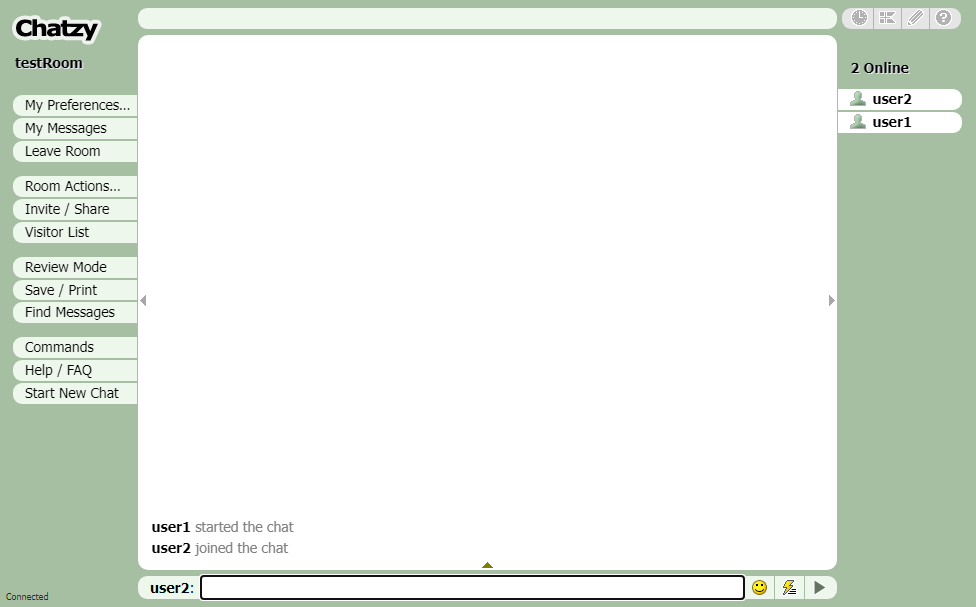 Chatzy
testRoom
My Preferences...
My Messages
Leave Room
Room Actions...
Invite / Share
Visitor List
Review Mode
Save / Print
Find Messages
Commands
Help / FAQ
Start New Chat
Connected
user1 started the chat
user2 joined the chat
user2:
?
2 Online
user2
user1